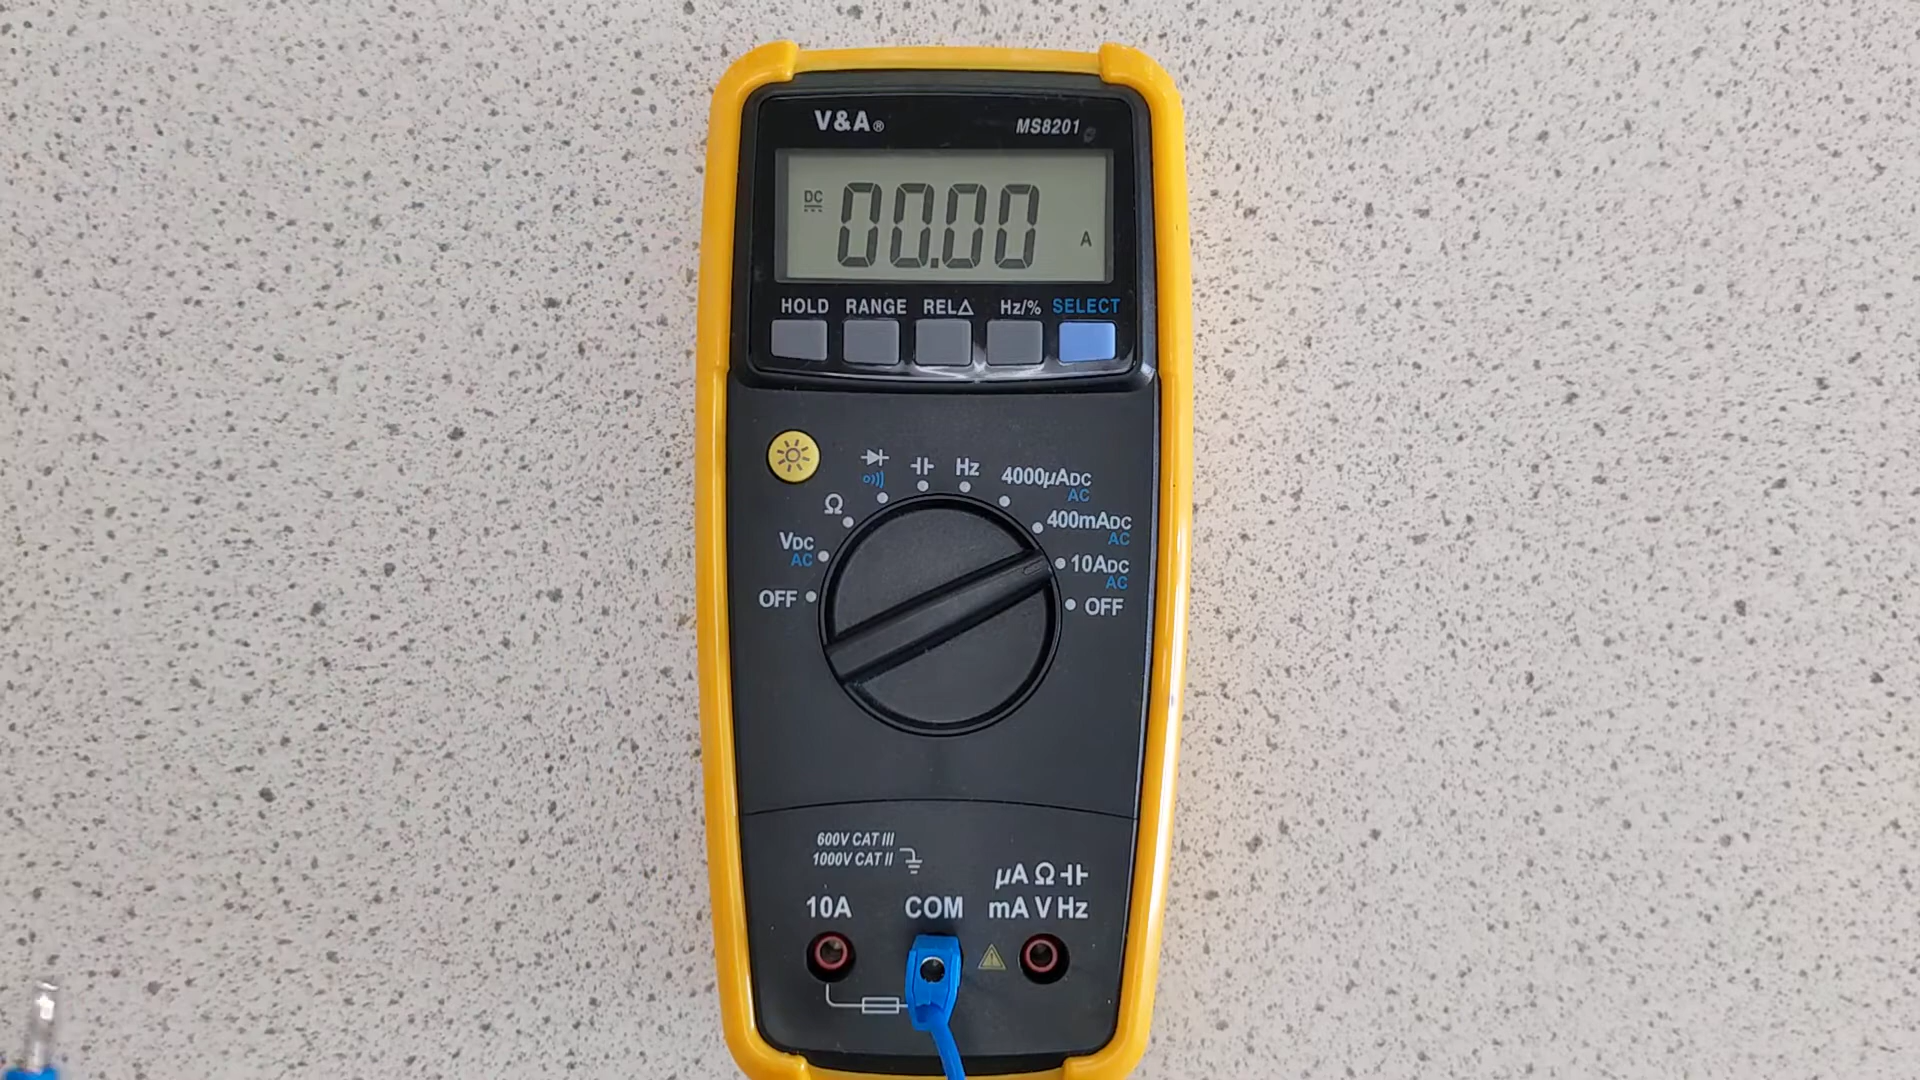 V&A® MS8201
DC 00.00 A
HOLD RANGE REL△ Hz/% SELECT
Hz 4000µADC
AC
Ω 400mADC
AC
VDC 10ADC
AC AC
OFF OFF
600V CAT III
1000V CAT II
µA Ω
10A COM mA V Hz